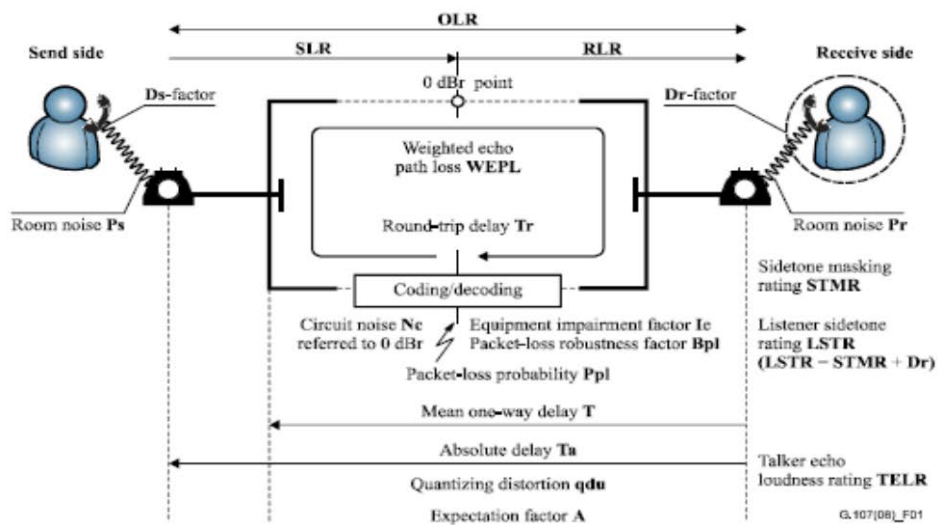 OLR
Send side
SLR
RLR
Receive side
0 dBr point
Ds-factor
Dr-factor
Weighted echo
path loss WEPL
Room noise Ps
Round-trip delay Tr
Room noise Pr
Sidetone masking
rating STMR
Coding/decoding
Circuit noise Nc
referred to 0 dBr
Equipment impairment factor Ie
Packet-loss robustness factor Bpl
Listener sidetone
rating LSTR
(LSTR – STMR + Dr)
Packet-loss probability Ppl
Mean one-way delay T
Absolute delay Ta
Talker echo
loudness rating TELR
Quantizing distortion qdu
Expectation factor A
G.107(08)_F01